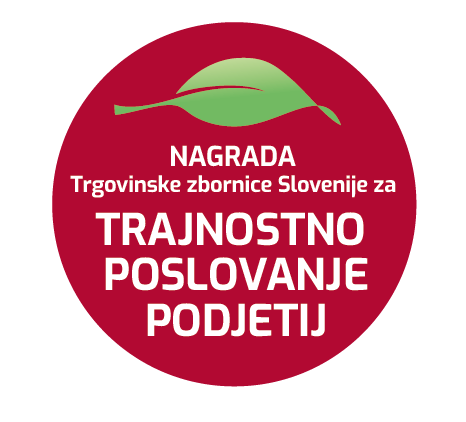 NAGRADA
Trgovinske zbornice Slovenije za
TRAJNOSTNO
POSLOVANJE
PODJETIJ